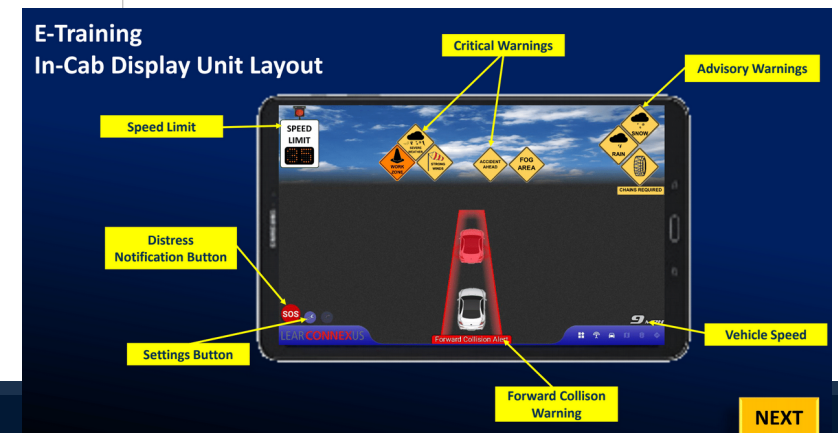 E-Training
In-Cab Display Unit Layout
Critical Warnings
Advisory Warnings
Speed Limit
SPEED
LIMIT
WORK
ZONE
STRONG
WINDS
ACCIDENT
AHEAD
FOG
AREA
SNOW
RAIN
CHAINS REQUIRED
Distress
Notification Button
SOS
9 MPH
LEARCONNEXUS
Forward Collision Alert
Vehicle Speed
Settings Button
Forward Collison
Warning
NEXT